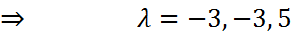 ⇒ λ = −3, −3, 5